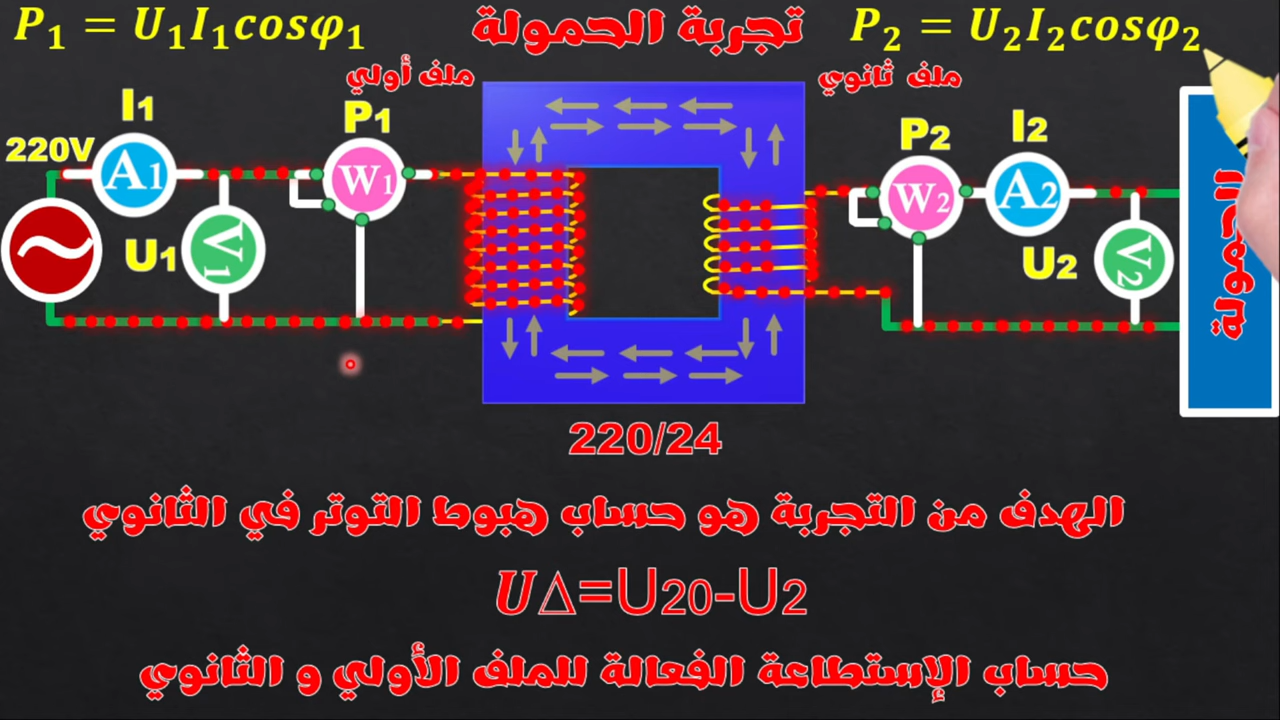 P₁ = U₁I₁cosφ₁
تجربة الحمولة
P₂ = U₂I₂cosφ₂
ملف أولي
ملف ثانوي
I1
P1
220V
A1
W1
U1
V1
P2
I2
W2
A2
U2
V2
الحمولة
220/24
الهدف من التجربة هو حساب هبوط التوتر في الثانوي
UΔ=U20-U2
حساب الإستطاعة الفعالة للملف الأولي و الثانوي